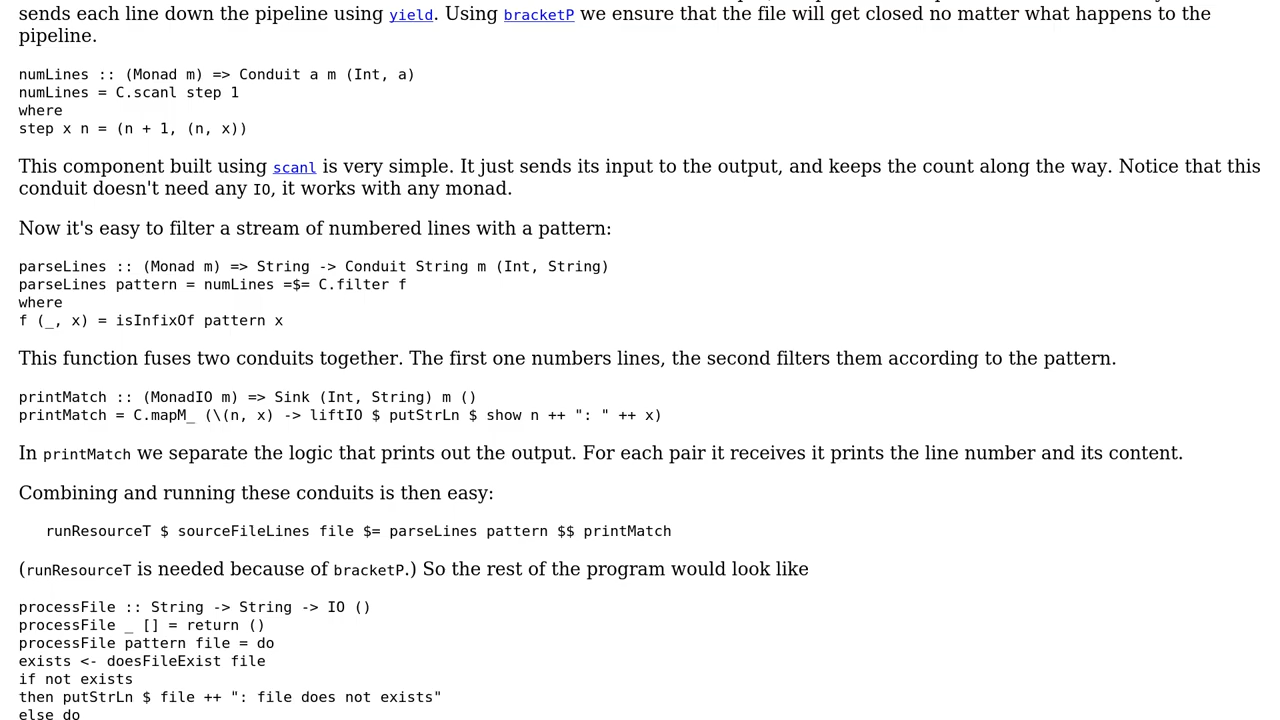 sends each line down the pipeline using yield. Using bracketP we ensure that the file will get closed no matter what happens to the
pipeline.
numLines :: (Monad m) => Conduit a m (Int, a)
numLines = C.scanl step 1
where
step x n = (n + 1, (n, x))
This component built using scanl is very simple. It just sends its input to the output, and keeps the count along the way. Notice that this
conduit doesn't need any IO, it works with any monad.
Now it's easy to filter a stream of numbered lines with a pattern:
parseLines :: (Monad m) => String -> Conduit String m (Int, String)
parseLines pattern = numLines =$= C.filter f
where
f (_, x) = isInfixOf pattern x
This function fuses two conduits together. The first one numbers lines, the second filters them according to the pattern.
printMatch :: (MonadIO m) => Sink (Int, String) m ()
printMatch = C.mapM_ (\(n, x) -> liftIO $ putStrLn $ show n ++ ": " ++ x)
In printMatch we separate the logic that prints out the output. For each pair it receives it prints the line number and its content.
Combining and running these conduits is then easy:
runResourceT $ sourceFileLines file $= parseLines pattern $$ printMatch
(runResourceT is needed because of bracketP.) So the rest of the program would look like
processFile :: String -> String -> IO ()
processFile _ [] = return ()
processFile pattern file = do
exists <- doesFileExist file
if not exists
then putStrLn $ file ++ ": file does not exists"
else do